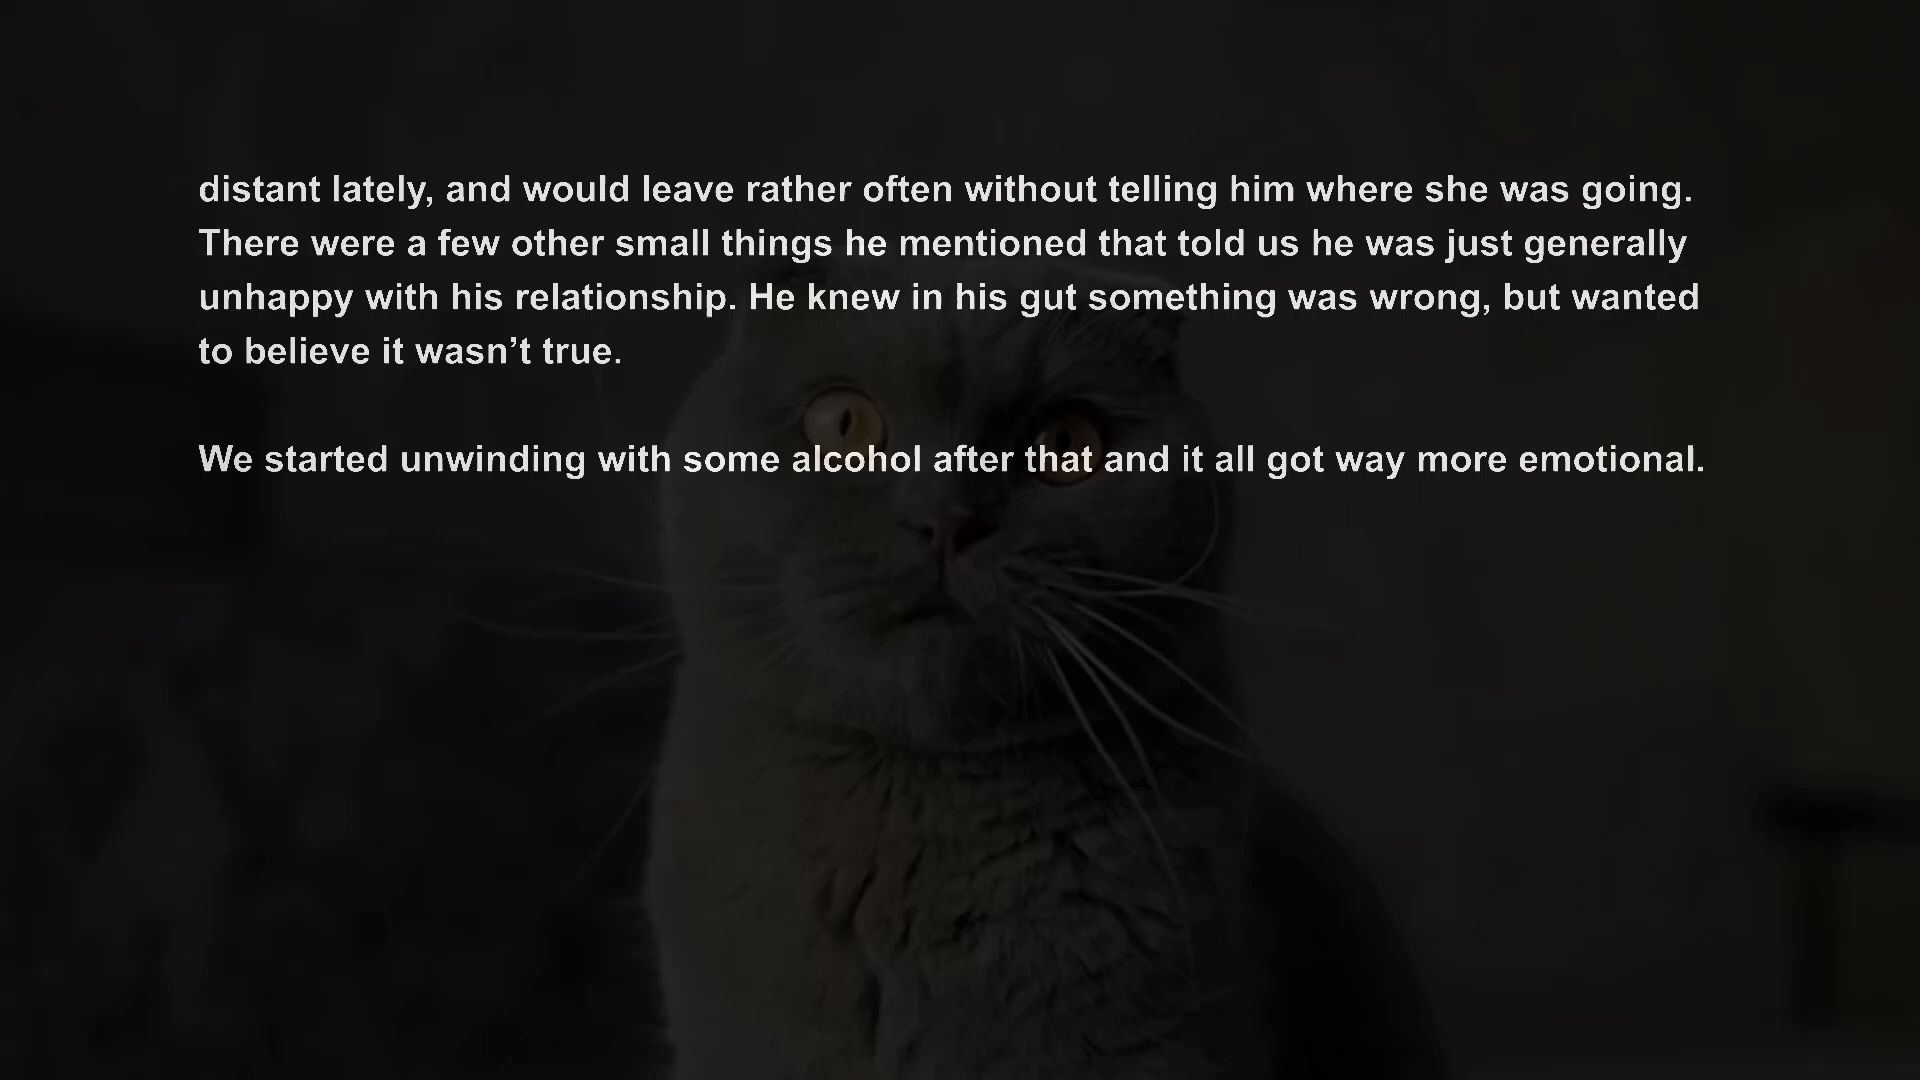 distant lately, and would leave rather often without telling him where she was going.
There were a few other small things he mentioned that told us he was just generally
unhappy with his relationship. He knew in his gut something was wrong, but wanted
to believe it wasn’t true.
We started unwinding with some alcohol after that and it all got way more emotional.